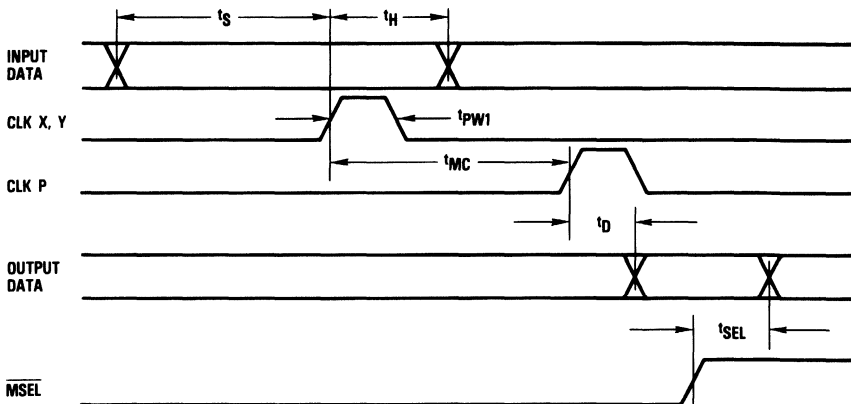 tS
tH
INPUT
DATA
CLK X, Y
tPW1
tMC
CLK P
tD
OUTPUT
DATA
tSEL
MSEL